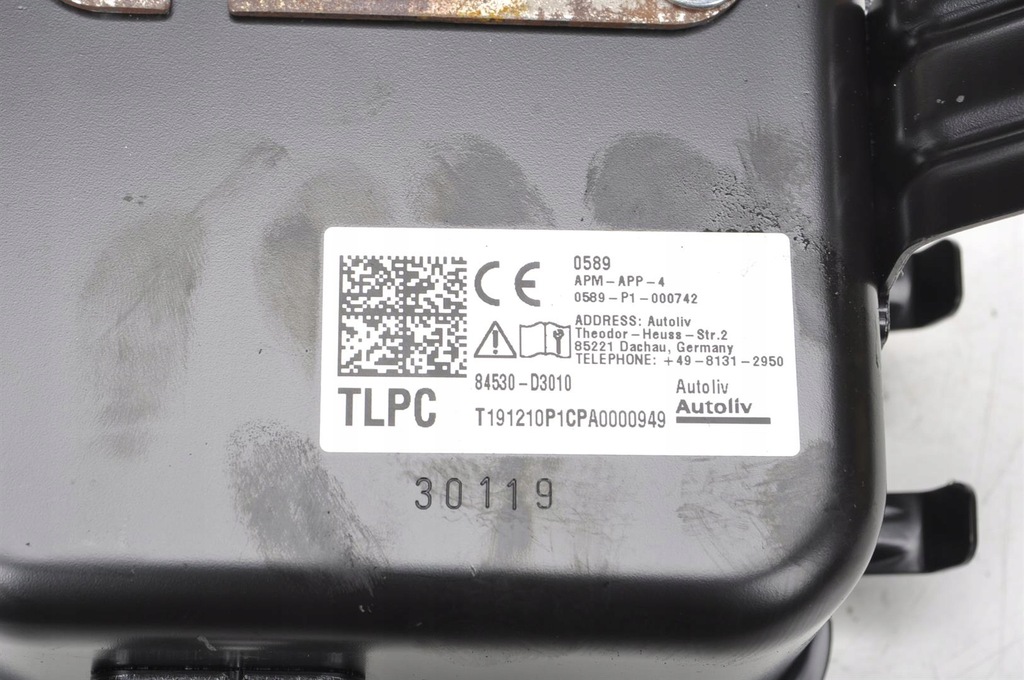 CE
0589
APM-APP-4
0589-P1-000742
ADDRESS: Autoliv
Theodor-Heuss-Str.2
85221 Dachau, Germany
TELEPHONE: +49-8131-2950
84530-D3010
Autoliv
TLPC
T191210P1CPA0000949
Autoliv
30119